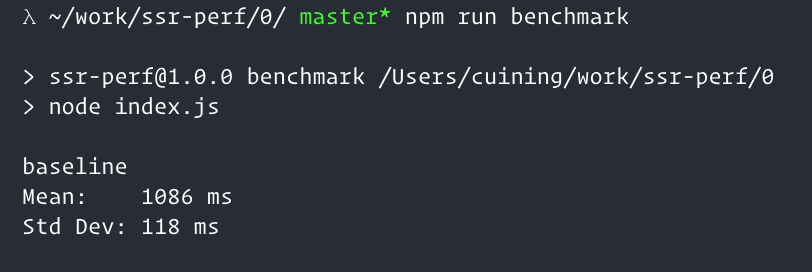 λ ~/work/ssr-perf/0/ master* npm run benchmark
> ssr-perf@1.0.0 benchmark /Users/cuining/work/ssr-perf/0
> node index.js
baseline
Mean:    1086 ms
Std Dev: 118 ms